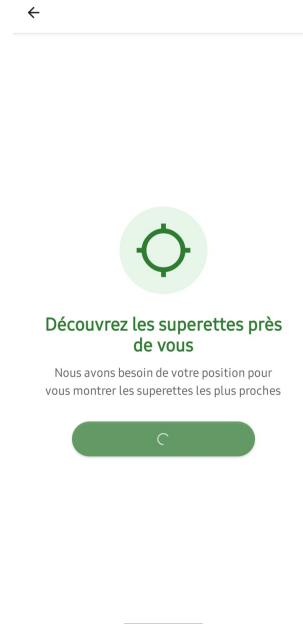 Découvrez les superettes près
de vous
Nous avons besoin de votre position pour
vous montrer les superettes les plus proches